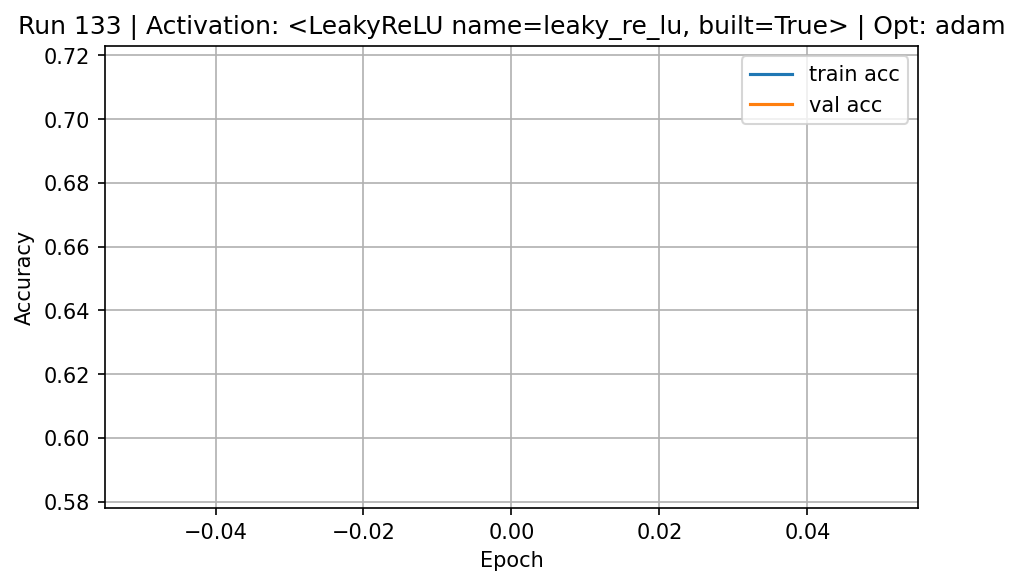 Run 133 | Activation: <LeakyReLU name=leaky_re_lu, built=True> | Opt: adam
train acc
val acc
Accuracy
0.72
0.70
0.68
0.66
0.64
0.62
0.60
0.58
−0.04
−0.02
0.00
0.02
0.04
Epoch